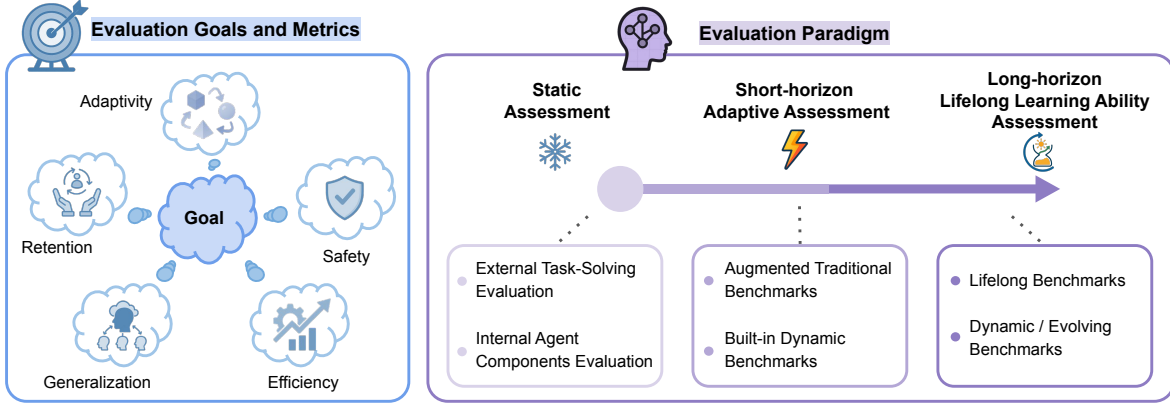 Evaluation Goals and Metrics
Adaptivity
Retention
Goal
Safety
Generalization
Efficiency
Evaluation Paradigm
Static
Assessment
Short-horizon
Adaptive Assessment
Long-horizon
Lifelong Learning Ability
Assessment
External Task-Solving
Evaluation
Internal Agent
Components Evaluation
Augmented Traditional
Benchmarks
Built-in Dynamic
Benchmarks
Lifelong Benchmarks
Dynamic / Evolving
Benchmarks